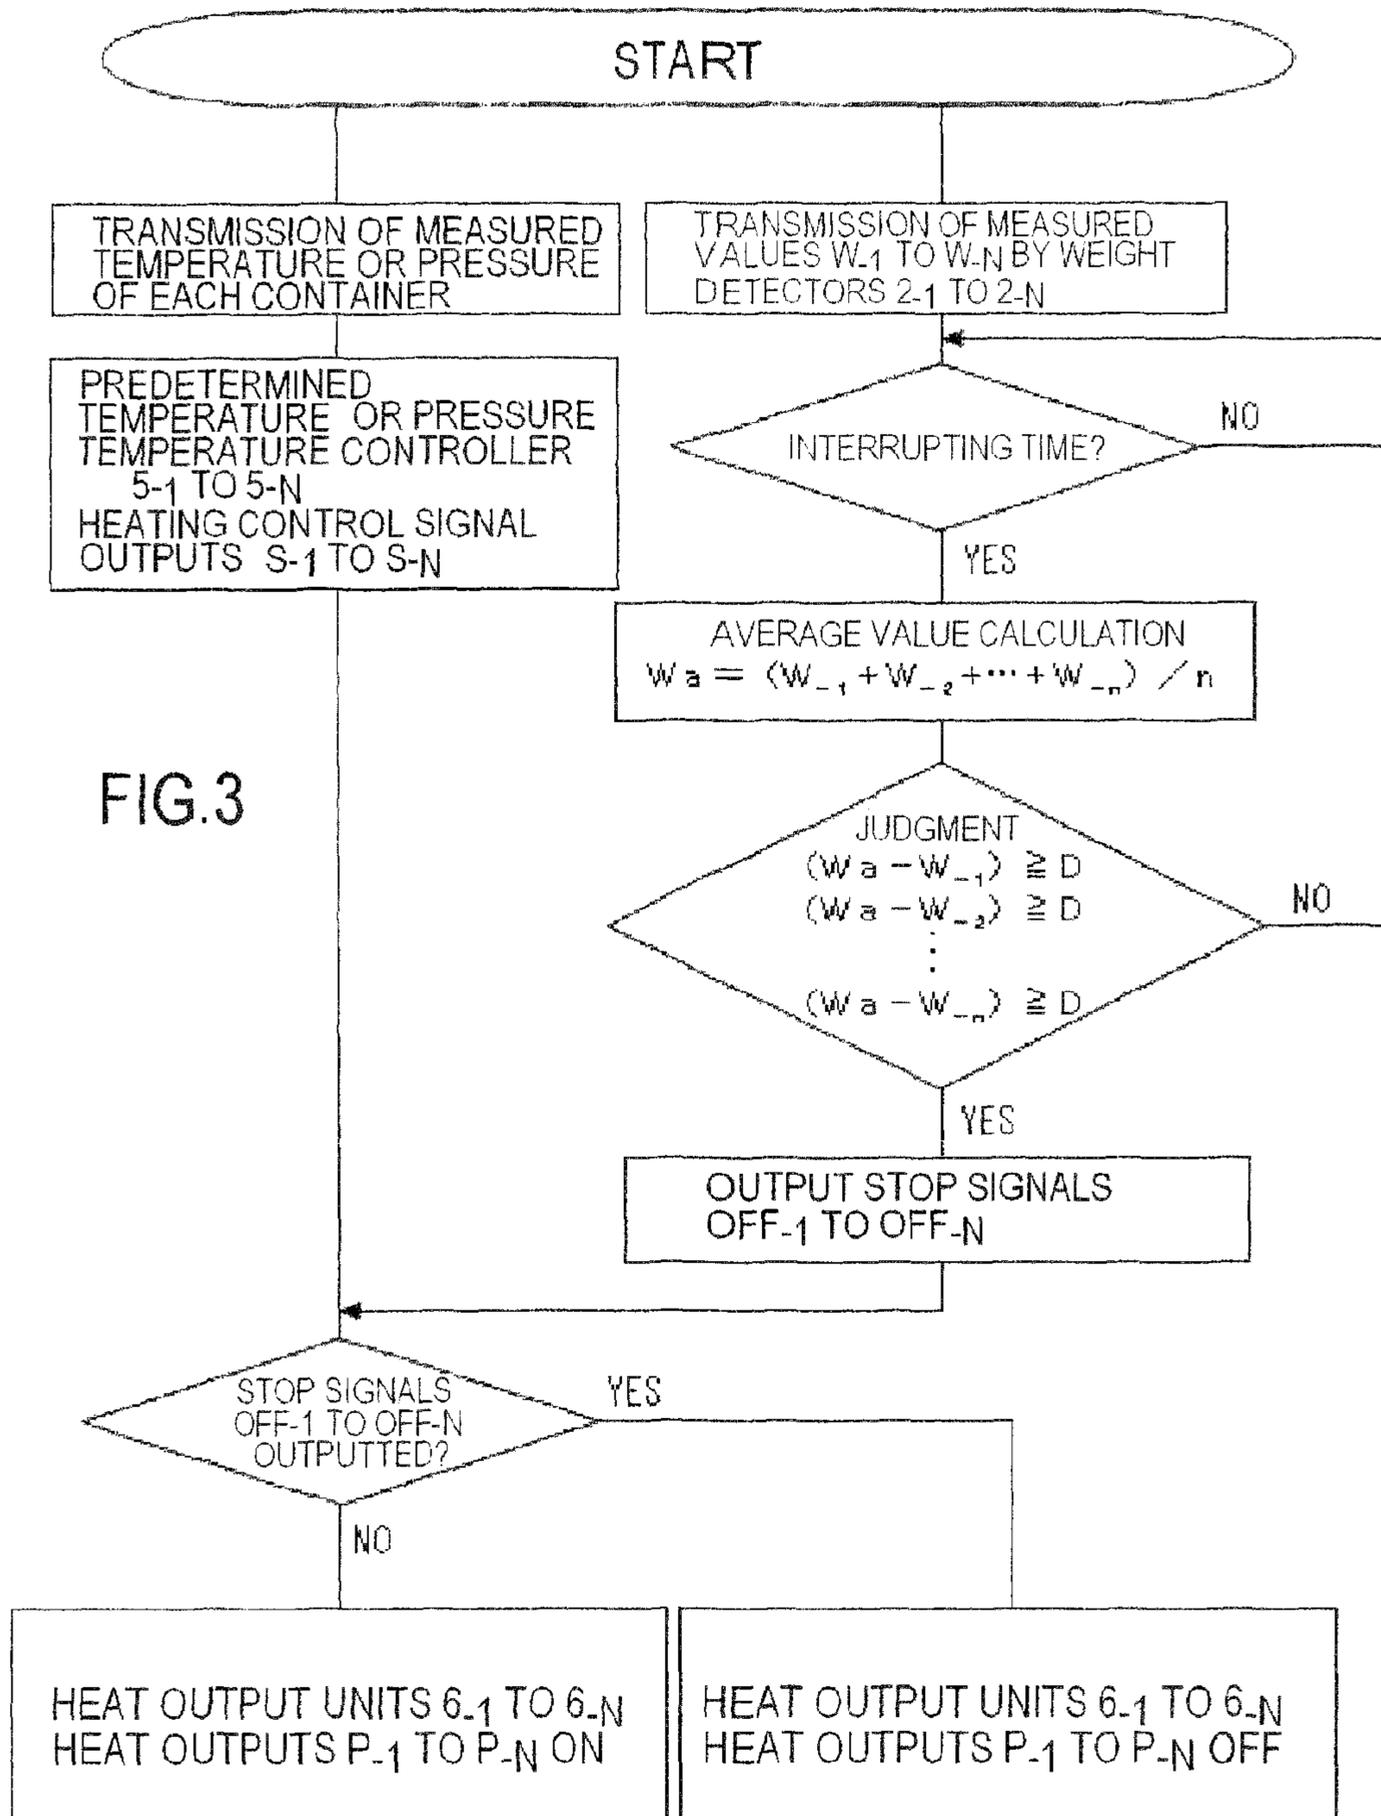 START
TRANSMISSION OF MEASURED
TEMPERATURE OR PRESSURE
OF EACH CONTAINER
TRANSMISSION OF MEASURED
VALUES W-1 TO W-N BY WEIGHT
DETECTORS 2-1 TO 2-N
PREDETERMINED
TEMPERATURE OR PRESSURE
TEMPERATURE CONTROLLER
5-1 TO 5-N
HEATING CONTROL SIGNAL
OUTPUTS S-1 TO S-N
INTERRUPTING TIME?
NO
YES
AVERAGE VALUE CALCULATION
Wa = (W-1+W-2+⋯+W-n) / n
FIG.3
JUDGMENT
(Wa-W-1) ≧ D
(Wa-W-2) ≧ D
⋮
(Wa-W-n) ≧ D
NO
YES
OUTPUT STOP SIGNALS
OFF-1 TO OFF-N
STOP SIGNALS
OFF-1 TO OFF-N
OUTPUTTED?
YES
NO
HEAT OUTPUT UNITS 6-1 TO 6-N
HEAT OUTPUTS P-1 TO P-N ON
HEAT OUTPUT UNITS 6-1 TO 6-N
HEAT OUTPUTS P-1 TO P-N OFF